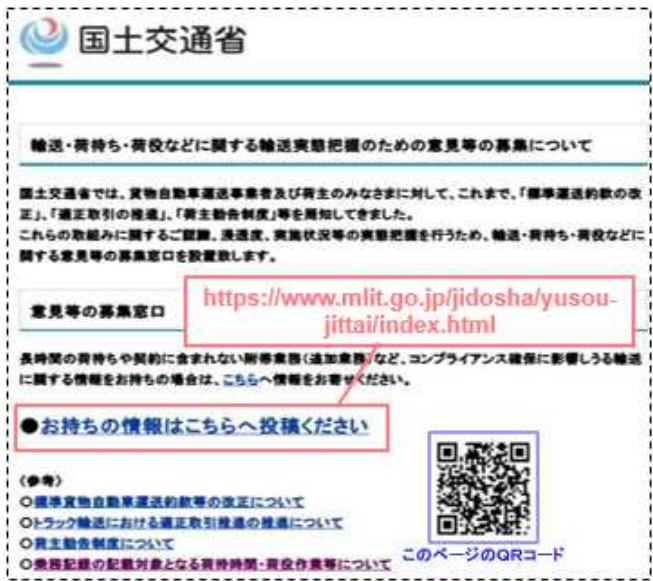 国土交通省
輸送・荷待ち・荷役などに関する輸送実態把握のための意見等の募集について
国土交通省では、貨物自動車運送事業者及び荷主のみなさまに対して、これまで、「標準運送約款の改
正」、「適正取引の推進」、「荷主勧告制度」等を周知してきました。
これらの取組みに関するご認識、浸透度、実施状況等の実態把握を行うため、輸送・荷待ち・荷役などに
関する意見等の募集窓口を設置致します。
意見等の募集窓口
https://www.mlit.go.jp/jidosha/yusou-
jittai/index.html
長時間の荷待ちや契約に含まれない附帯業務(追加業務)など、コンプライアンス確保に影響しうる輸送
に関する情報をお持ちの場合は、こちらへ情報をお寄せください。
●お持ちの情報はこちらへ投稿ください
(参考)
○標準貨物自動車運送約款等の改正について
○トラック輸送における適正取引推進の推進について
○荷主勧告制度について
○乗務記録の記載対象となる荷待時間・荷役作業等について
このページのQRコード